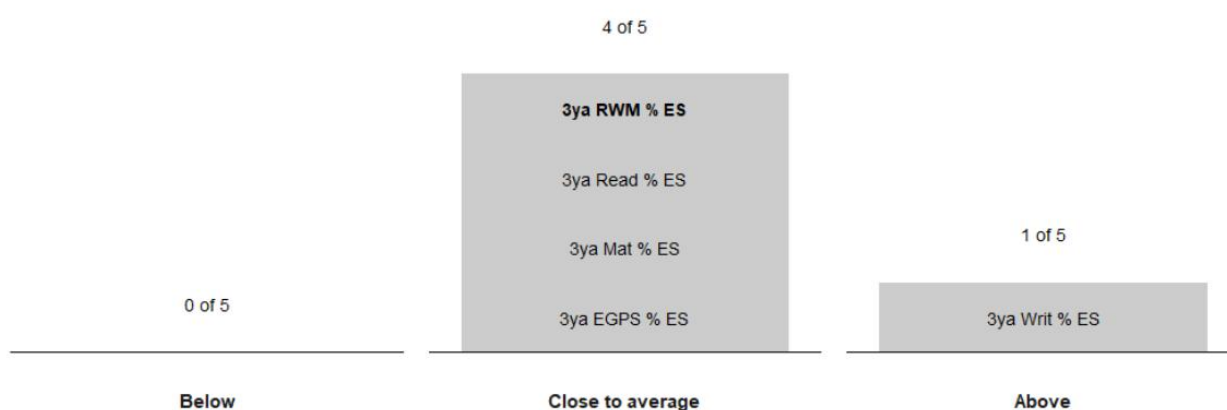 4 of 5
3ya RWM % ES
3ya Read % ES
3ya Mat % ES
1 of 5
0 of 5
3ya EGPS % ES
3ya Writ % ES
Below
Close to average
Above